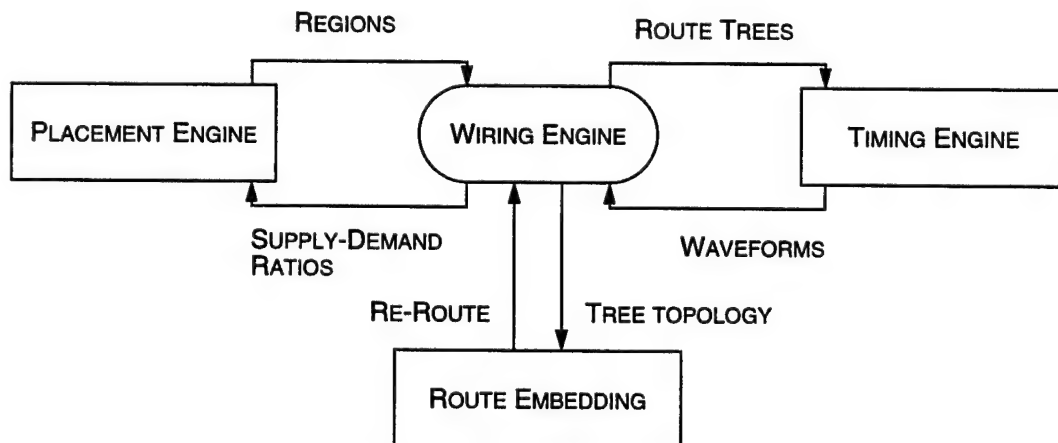 REGIONS
ROUTE TREES
PLACEMENT ENGINE
WIRING ENGINE
TIMING ENGINE
SUPPLY-DEMAND
RATIOS
WAVEFORMS
RE-ROUTE
TREE TOPOLOGY
ROUTE EMBEDDING